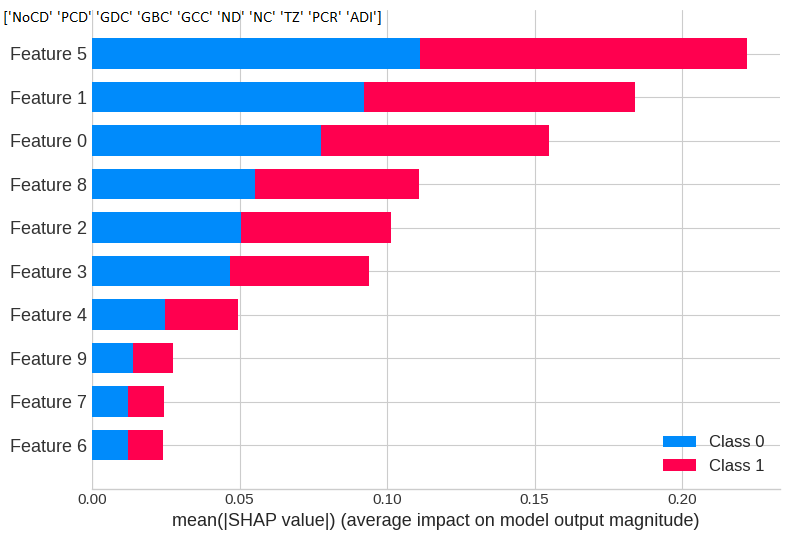 ['NoCD' 'PCD' 'GDC' 'GBC' 'GCC' 'ND' 'NC' 'TZ' 'PCR' 'ADI']
Feature 5
Feature 1
Feature 0
Feature 8
Feature 2
Feature 3
Feature 4
Feature 9
Feature 7
Feature 6
Class 0
Class 1
0.00 0.05 0.10 0.15 0.20
mean(|SHAP value|) (average impact on model output magnitude)